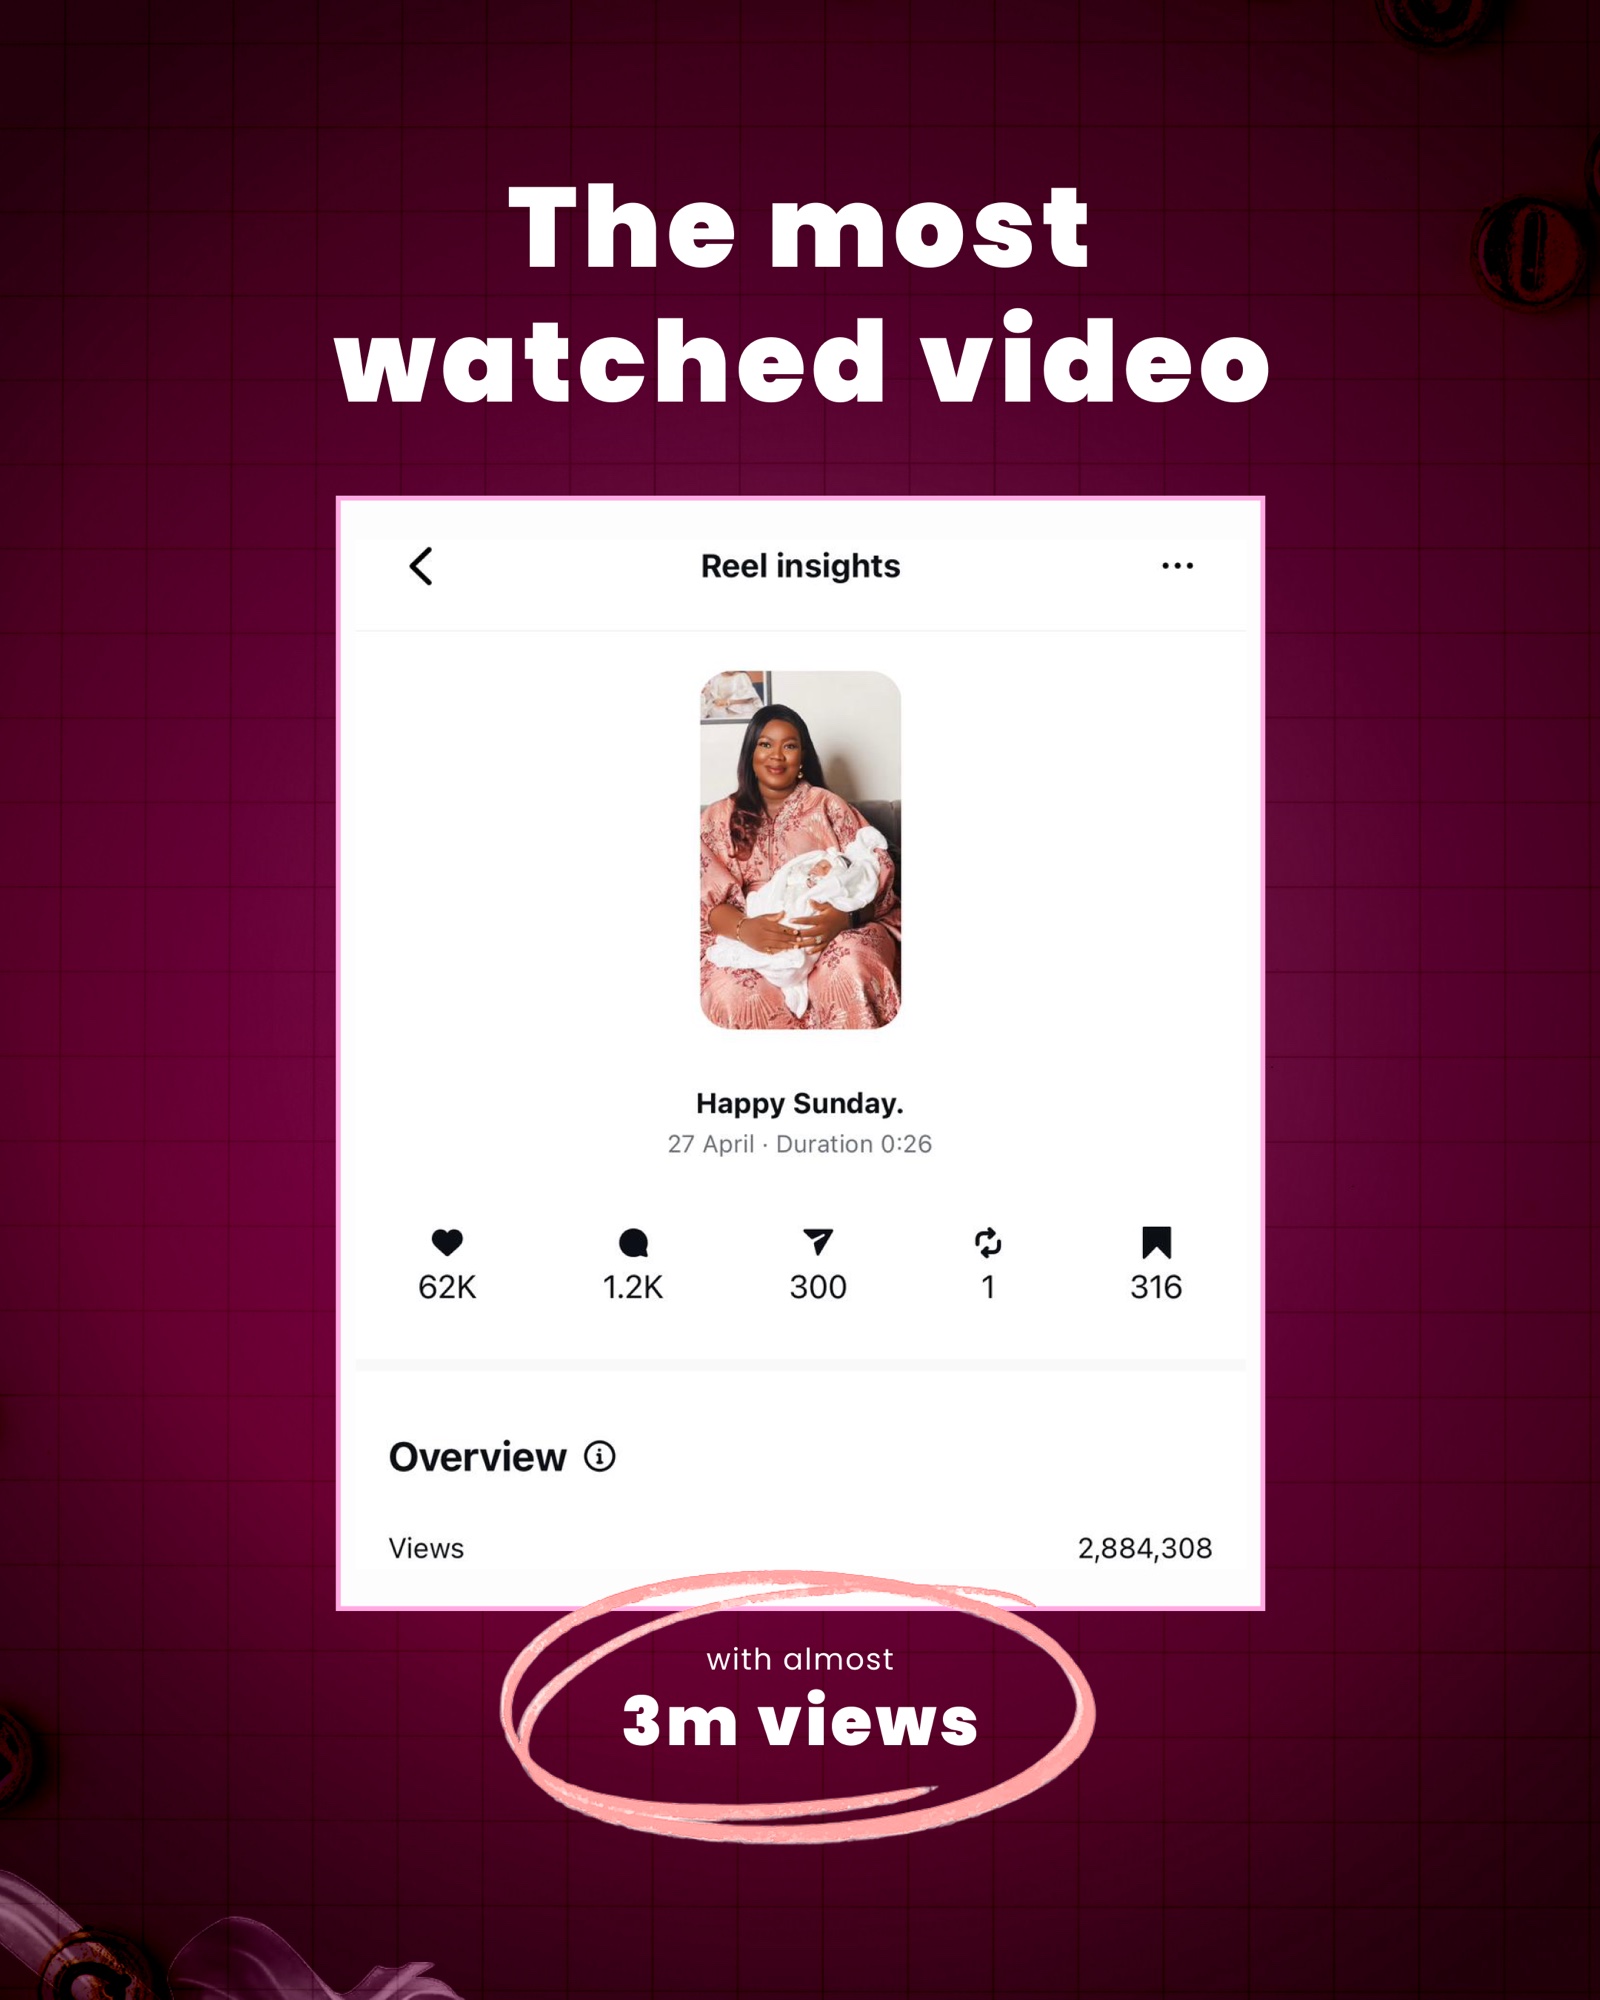 The most
watched video
Reel insights
Happy Sunday.
27 April · Duration 0:26
62K 1.2K 300 1 316
Overview
Views 2,884,308
with almost
3m views